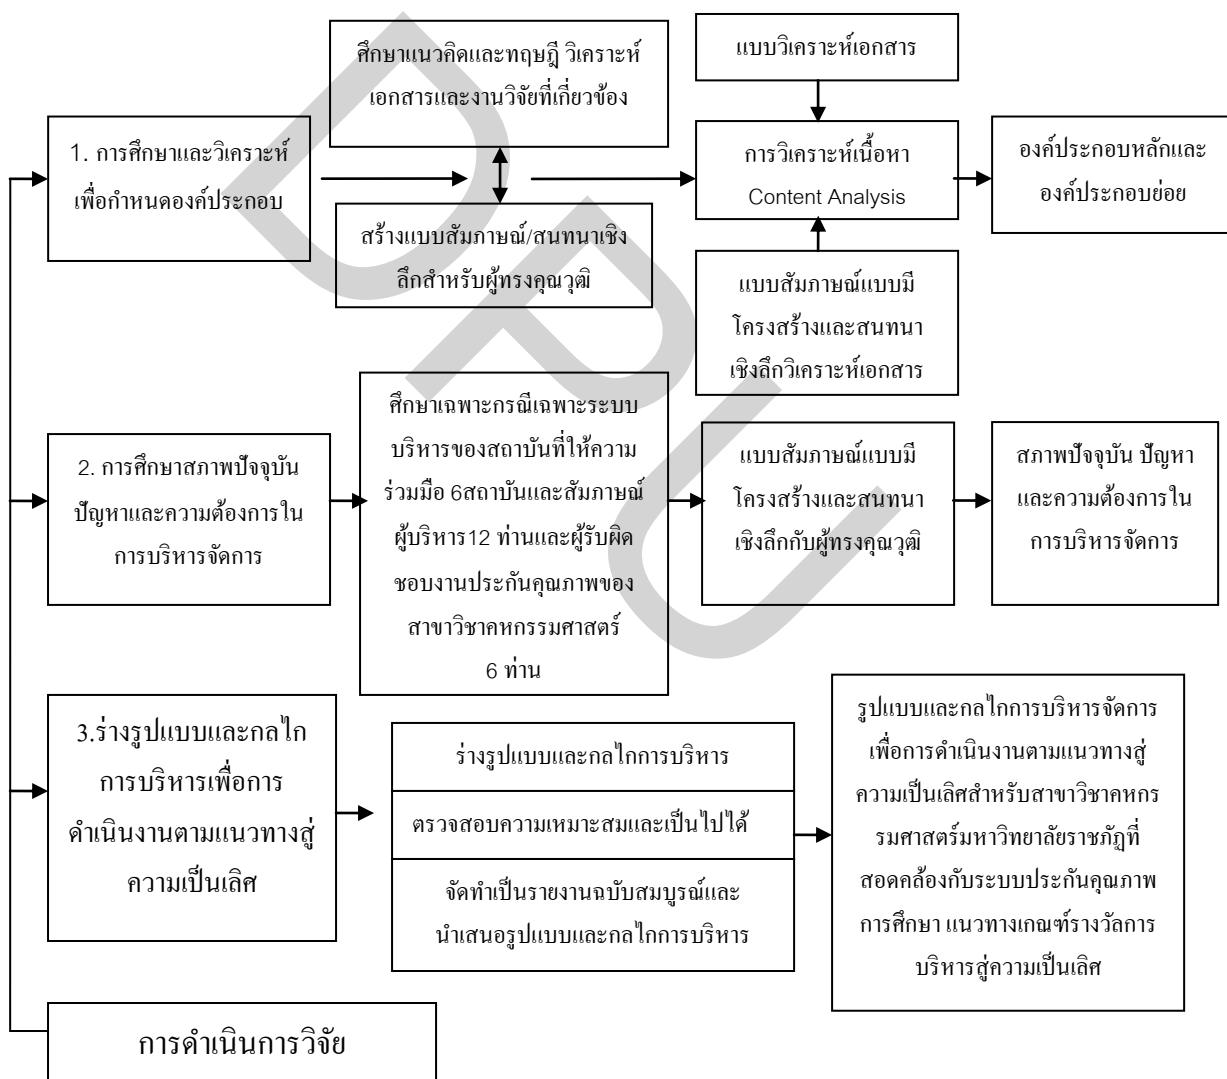 ศึกษาแนวคิดและทฤษฎี วิเคราะห์
เอกสารและงานวิจัยที่เกี่ยวข้อง
แบบวิเคราะห์เอกสาร
1. การศึกษาและวิเคราะห์
เพื่อกำหนดองค์ประกอบ
การวิเคราะห์เนื้อหา
Content Analysis
องค์ประกอบหลักและ
องค์ประกอบย่อย
สร้างแบบสัมภาษณ์/สนทนาเชิง
ลึกสำหรับผู้ทรงคุณวุฒิ
แบบสัมภาษณ์แบบมี
โครงสร้างและสนทนา
เชิงลึกวิเคราะห์เอกสาร
2. การศึกษาสภาพปัจจุบัน
ปัญหาและความต้องการใน
การบริหารจัดการ
ศึกษาเฉพาะกรณีเฉพาะระบบ
บริหารของสถาบันที่ให้ความ
ร่วมมือ 6สถาบันและสัมภาษณ์
ผู้บริหาร12 ท่านและผู้รับผิด
ชอบงานประกันคุณภาพของ
สาขาวิชาคหกรรมศาสตร์
6 ท่าน
แบบสัมภาษณ์แบบมี
โครงสร้างและสนทนา
เชิงลึกกับผู้ทรงคุณวุฒิ
สภาพปัจจุบัน ปัญหา
และความต้องการใน
การบริหารจัดการ
3.ร่างรูปแบบและกลไก
การบริหารเพื่อการ
ดำเนินงานตามแนวทางสู่
ความเป็นเลิศ
ร่างรูปแบบและกลไกการบริหาร
ตรวจสอบความเหมาะสมและเป็นไปได้
จัดทำเป็นรายงานฉบับสมบูรณ์และ
นำเสนอรูปแบบและกลไกการบริหาร
รูปแบบและกลไกการบริหารจัดการ
เพื่อการดำเนินงานตามแนวทางสู่
ความเป็นเลิศสำหรับสาขาวิชาคหกร
รมศาสตร์มหาวิทยาลัยราชภัฏที่
สอดคล้องกับระบบประกันคุณภาพ
การศึกษา แนวทางเกณฑ์รางวัลการ
บริหารสู่ความเป็นเลิศ
การดำเนินการวิจัย
DPU